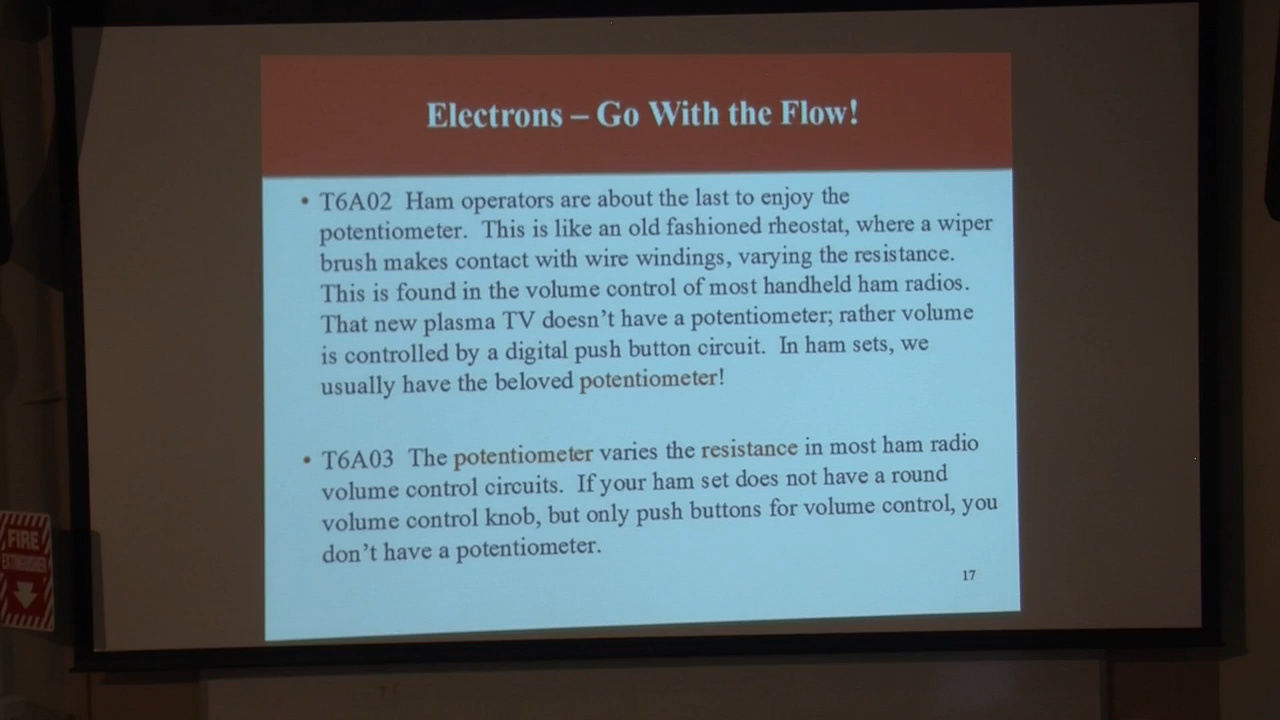 Electrons – Go With the Flow!
• T6A02 Ham operators are about the last to enjoy the
potentiometer. This is like an old fashioned rheostat, where a wiper
brush makes contact with wire windings, varying the resistance.
This is found in the volume control of most handheld ham radios.
That new plasma TV doesn't have a potentiometer; rather volume
is controlled by a digital push button circuit. In ham sets, we
usually have the beloved potentiometer!
• T6A03 The potentiometer varies the resistance in most ham radio
volume control circuits. If your ham set does not have a round
volume control knob, but only push buttons for volume control, you
don't have a potentiometer.
17
FIRE
EXTINGUISHER